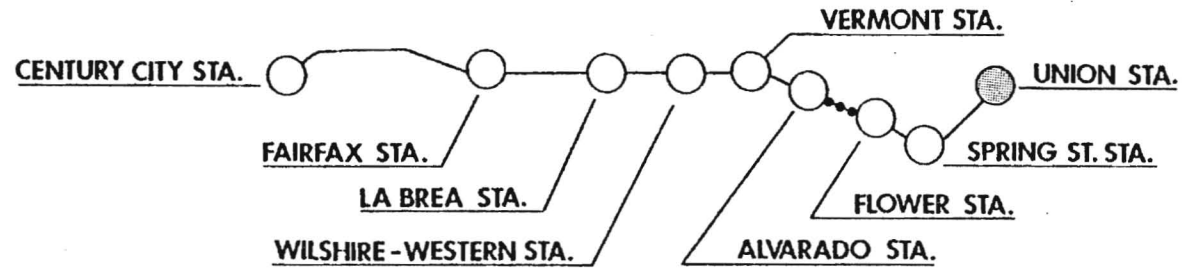 VERMONT STA.
CENTURY CITY STA.
UNION STA.
FAIRFAX STA.
SPRING ST. STA.
LA BREA STA.
FLOWER STA.
WILSHIRE-WESTERN STA.
ALVARADO STA.